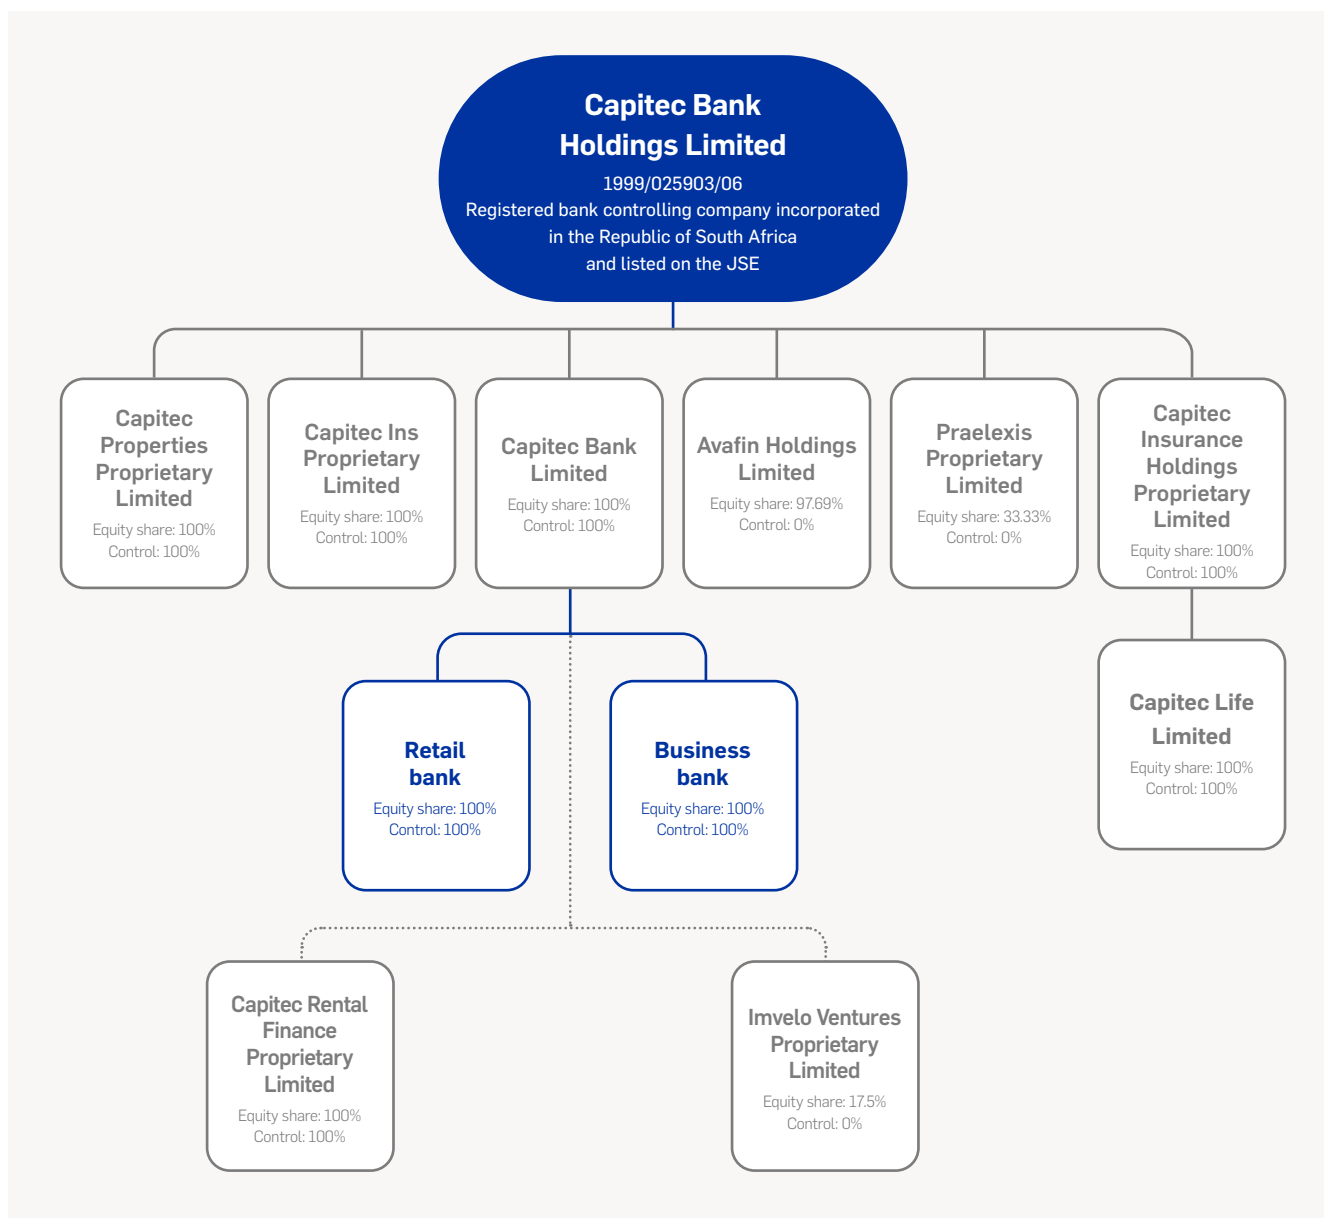 Capitec Bank
Holdings Limited
1999/025903/06
Registered bank controlling company incorporated
in the Republic of South Africa
and listed on the JSE
Capitec
Properties
Proprietary
Limited
Equity share: 100%
Control: 100%
Capitec Ins
Proprietary
Limited
Equity share: 100%
Control: 100%
Capitec Bank
Limited
Equity share: 100%
Control: 100%
Avafin Holdings
Limited
Equity share: 97.69%
Control: 0%
Praelexis
Proprietary
Limited
Equity share: 33.33%
Control: 0%
Capitec
Insurance
Holdings
Proprietary
Limited
Equity share: 100%
Control: 100%
Retail
bank
Equity share: 100%
Control: 100%
Business
bank
Equity share: 100%
Control: 100%
Capitec Life
Limited
Equity share: 100%
Control: 100%
Capitec Rental
Finance
Proprietary
Limited
Equity share: 100%
Control: 100%
Imvelo Ventures
Proprietary
Limited
Equity share: 17.5%
Control: 0%